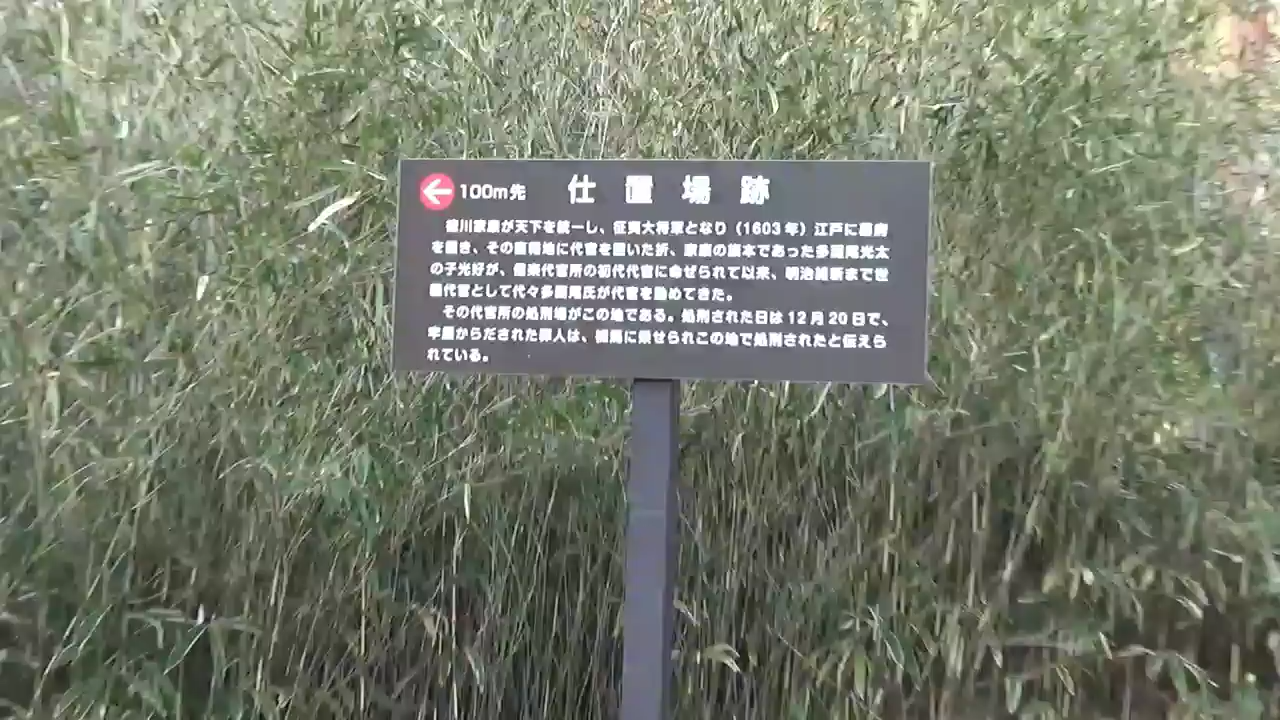 100m先 仕置場跡
徳川家康が天下を統一し、征夷大将軍となり(1603年)江戸に幕府
を置き、その直轄地に代官を置いた折、家康の旗本であった多羅尾光太
の子光好が、信楽代官所の初代代官に命ぜられて以来、明治維新まで世
襲代官として代々多羅尾氏が代官を勤めてきた。
その代官所の処刑場がこの地である。処刑された日は12月20日で、
牢屋からだされた罪人は、裸馬に乗せられこの地で処刑されたと伝えら
れている。